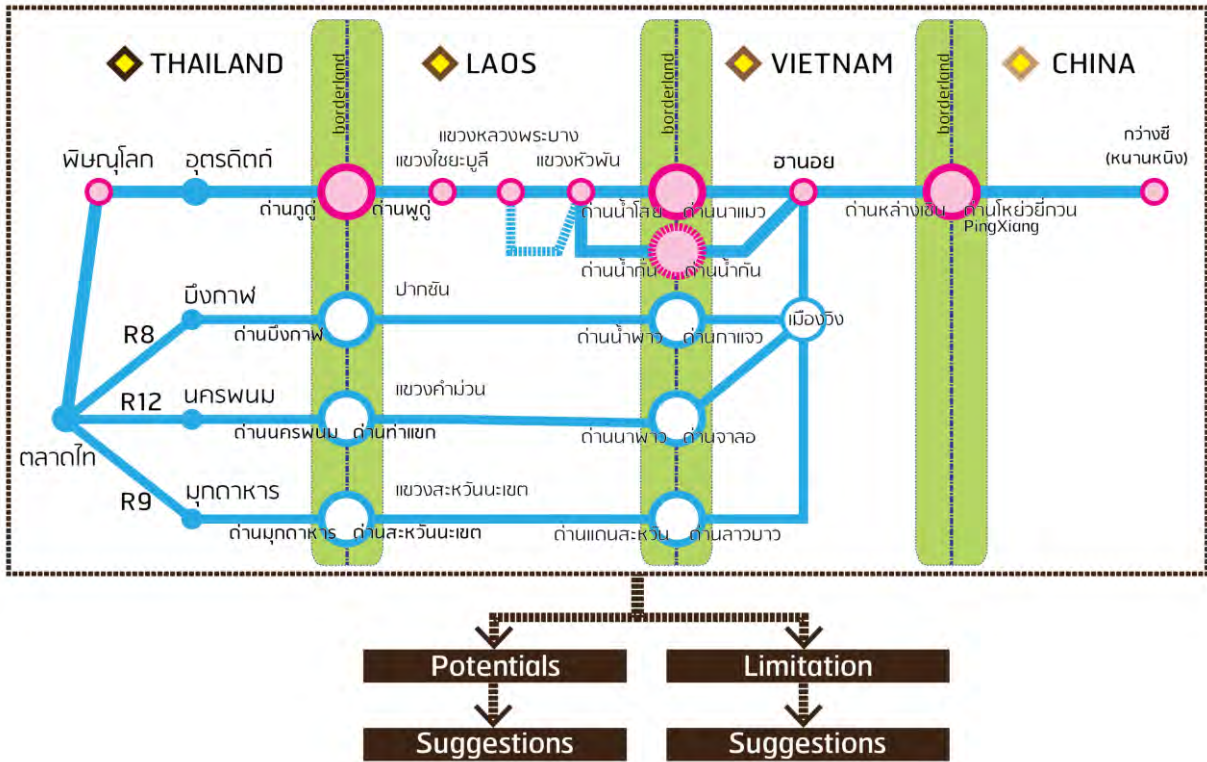 THAILAND
LAOS
VIETNAM
CHINA
borderland
borderland
borderland
พิษณุโลก
อุตรดิตถ์
แขวงหลวงพระบาง
แขวงไชยะบูลี
แขวงหัวพัน
ฮานอย
กว่างซี
(หนานหนิง)
ด่านภูดู่
ด่านพูดู่
ด่านน้ำโสย
ด่านนาแมว
ด่านหล่างเซิน
ด่านโหย่วยี่กวน
PingXiang
ด่านน้ำกั่น
ด่านน้ำกั่น
บึงกาฬ
ปากซัน
R8
ด่านบึงกาฬ
ด่านน้ำพาว
ด่านกาแจว
เมืองวิง
R12
นครพนม
แขวงคำม่วน
ด่านนครพนม
ด่านท่าแขก
ด่านนาพาว
ด่านจาลอ
ตลาดไท
R9
มุกดาหาร
แขวงสะหวันนะเขต
ด่านมุกดาหาร
ด่านสะหวันนะเขต
ด่านแดนสะหวัน
ด่านลาวบาว
Potentials
Limitation
Suggestions
Suggestions